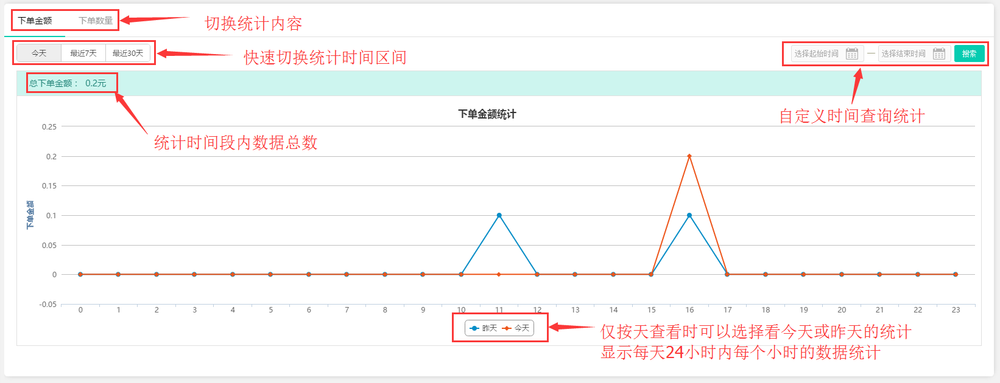 下单金额 下单数量
切换统计内容
今天 最近7天 最近30天
快速切换统计时间区间
选择起始时间 — 选择结束时间 搜索
自定义时间查询统计
总下单金额： 0.2元
统计时间段内数据总数
下单金额统计
下单金额
0.25
0.2
0.15
0.1
0.05
0
-0.05
0 1 2 3 4 5 6 7 8 9 10 11 12 13 14 15 16 17 18 19 20 21 22 23
昨天 今天
仅按天查看时可以选择看今天或昨天的统计
显示每天24小时内每个小时的数据统计